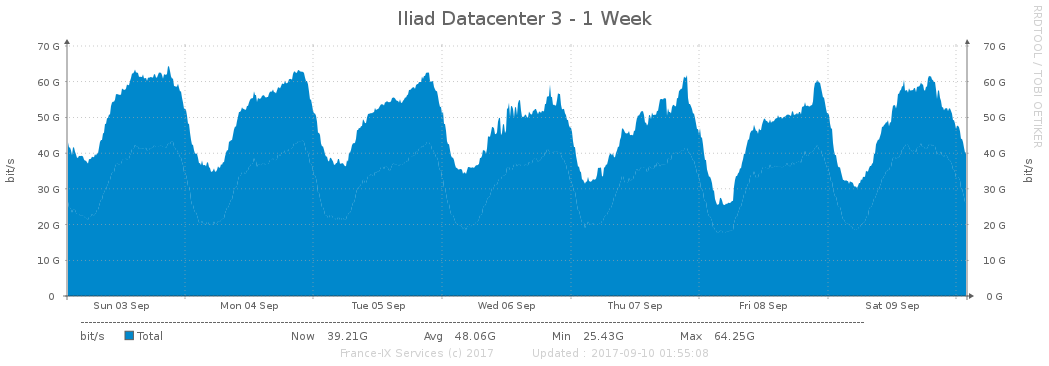 Iliad Datacenter 3 - 1 Week
RRDTOOL / TOBI OETIKER
70 G 70 G
60 G 60 G
50 G 50 G
40 G 40 G
30 G 30 G
20 G 20 G
10 G 10 G
0 0 G
bit/s
bit/s
Sun 03 Sep Mon 04 Sep Tue 05 Sep Wed 06 Sep Thu 07 Sep Fri 08 Sep Sat 09 Sep
bit/s Total Now 39.21G Avg 48.06G Min 25.43G Max 64.25G
France-IX Services (c) 2017 Updated : 2017-09-10 01:55:08